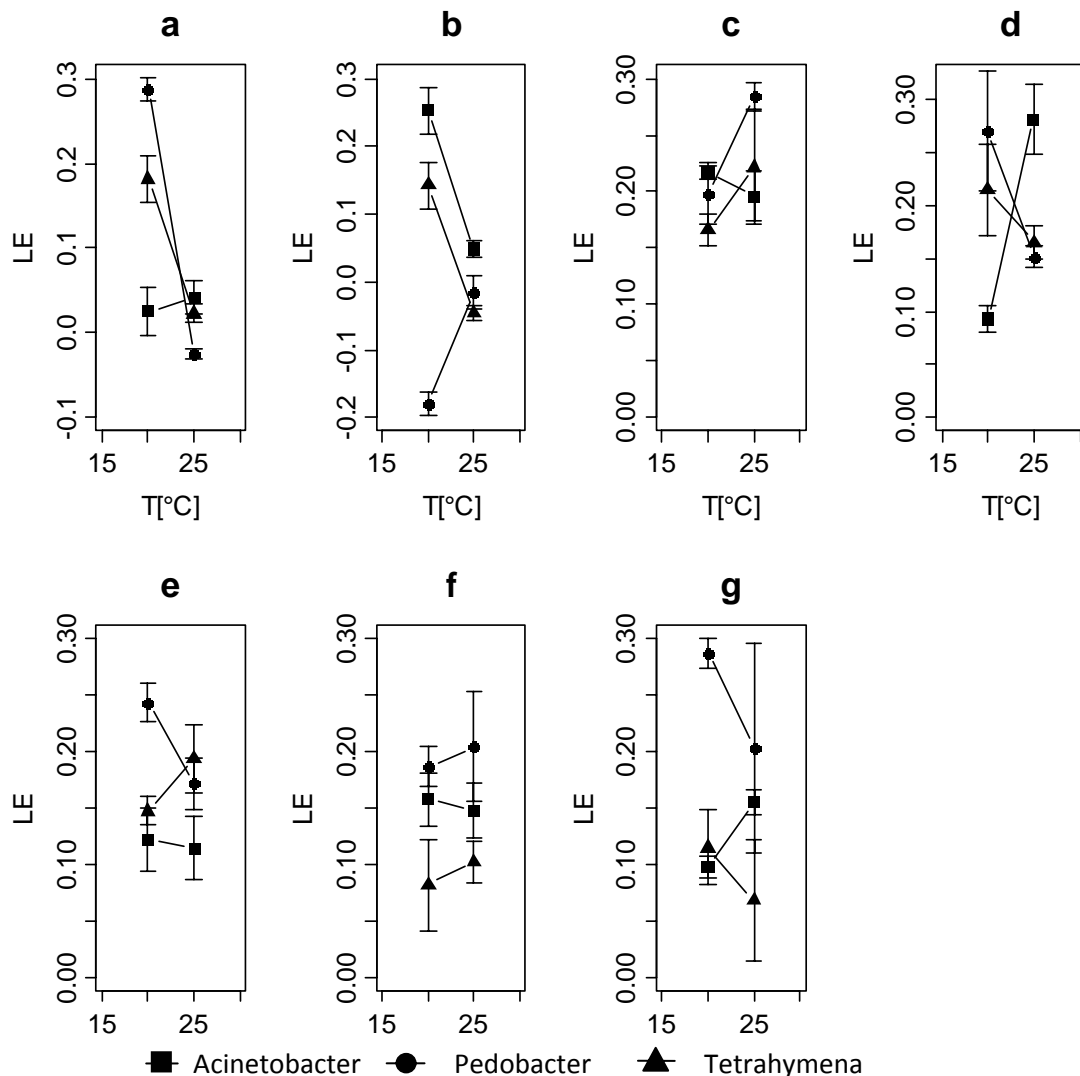 a b c d
LE 0.3 0.2 0.1 0.0 -0.1 15 25 T[°C]
LE 0.3 0.2 0.1 0.0 -0.1 -0.2 15 25 T[°C]
LE 0.30 0.20 0.10 0.00 15 25 T[°C]
LE 0.30 0.20 0.10 0.00 15 25 T[°C]
e f g
LE 0.30 0.20 0.10 0.00 15 25
LE 0.30 0.20 0.10 0.00 15 25
LE 0.30 0.20 0.10 0.00 15 25
Acinetobacter Pedobacter Tetrahymena